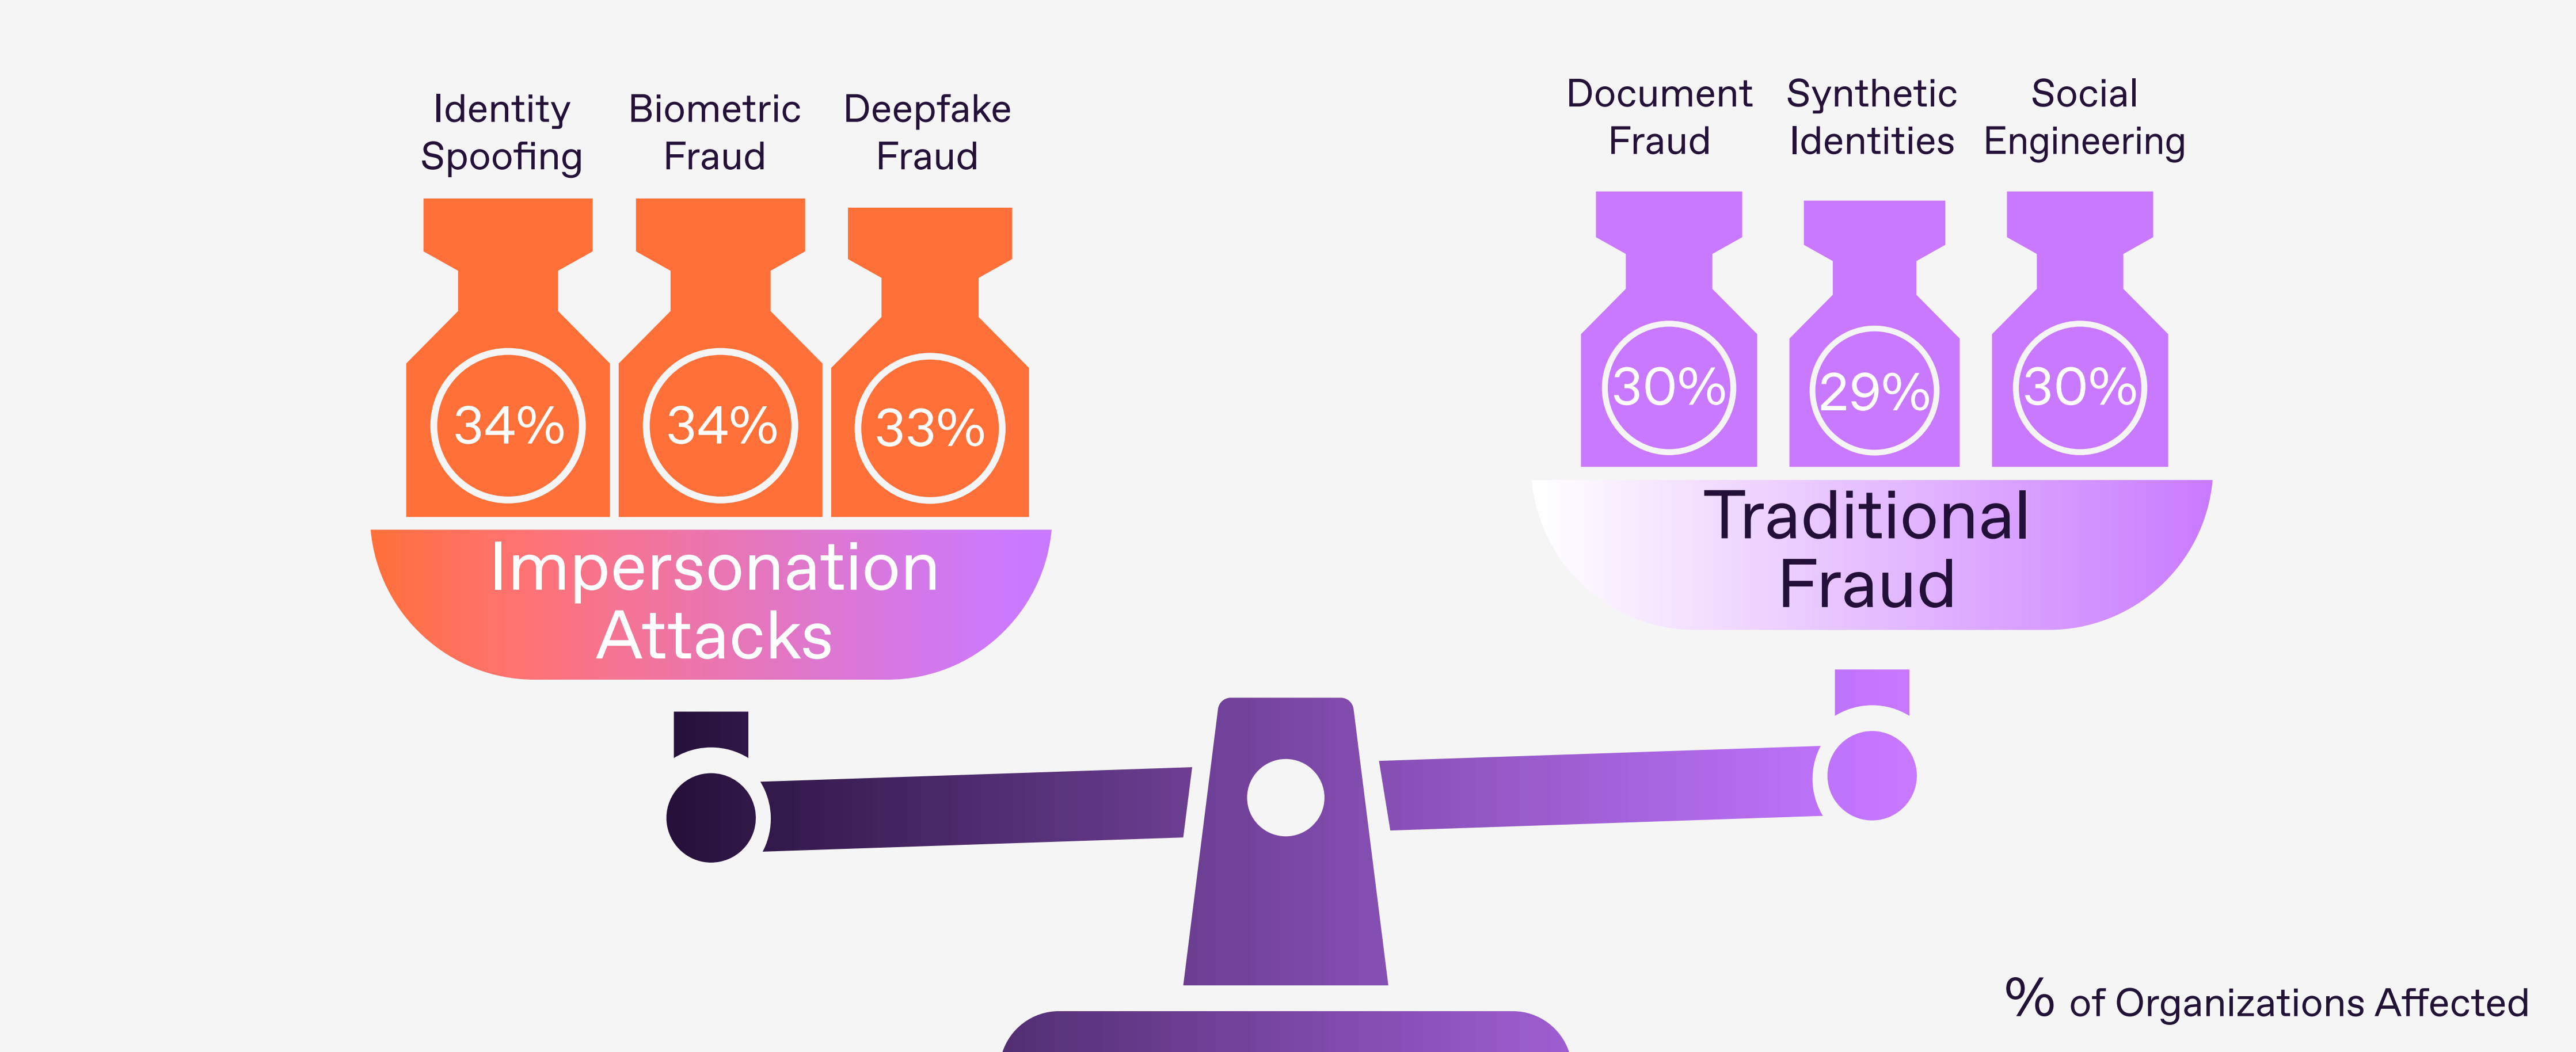 Identity
Spoofing
Biometric
Fraud
Deepfake
Fraud
34%
34%
33%
Impersonation
Attacks
Document
Fraud
Synthetic
Identities
Social
Engineering
30%
29%
30%
Traditional
Fraud
% of Organizations Affected